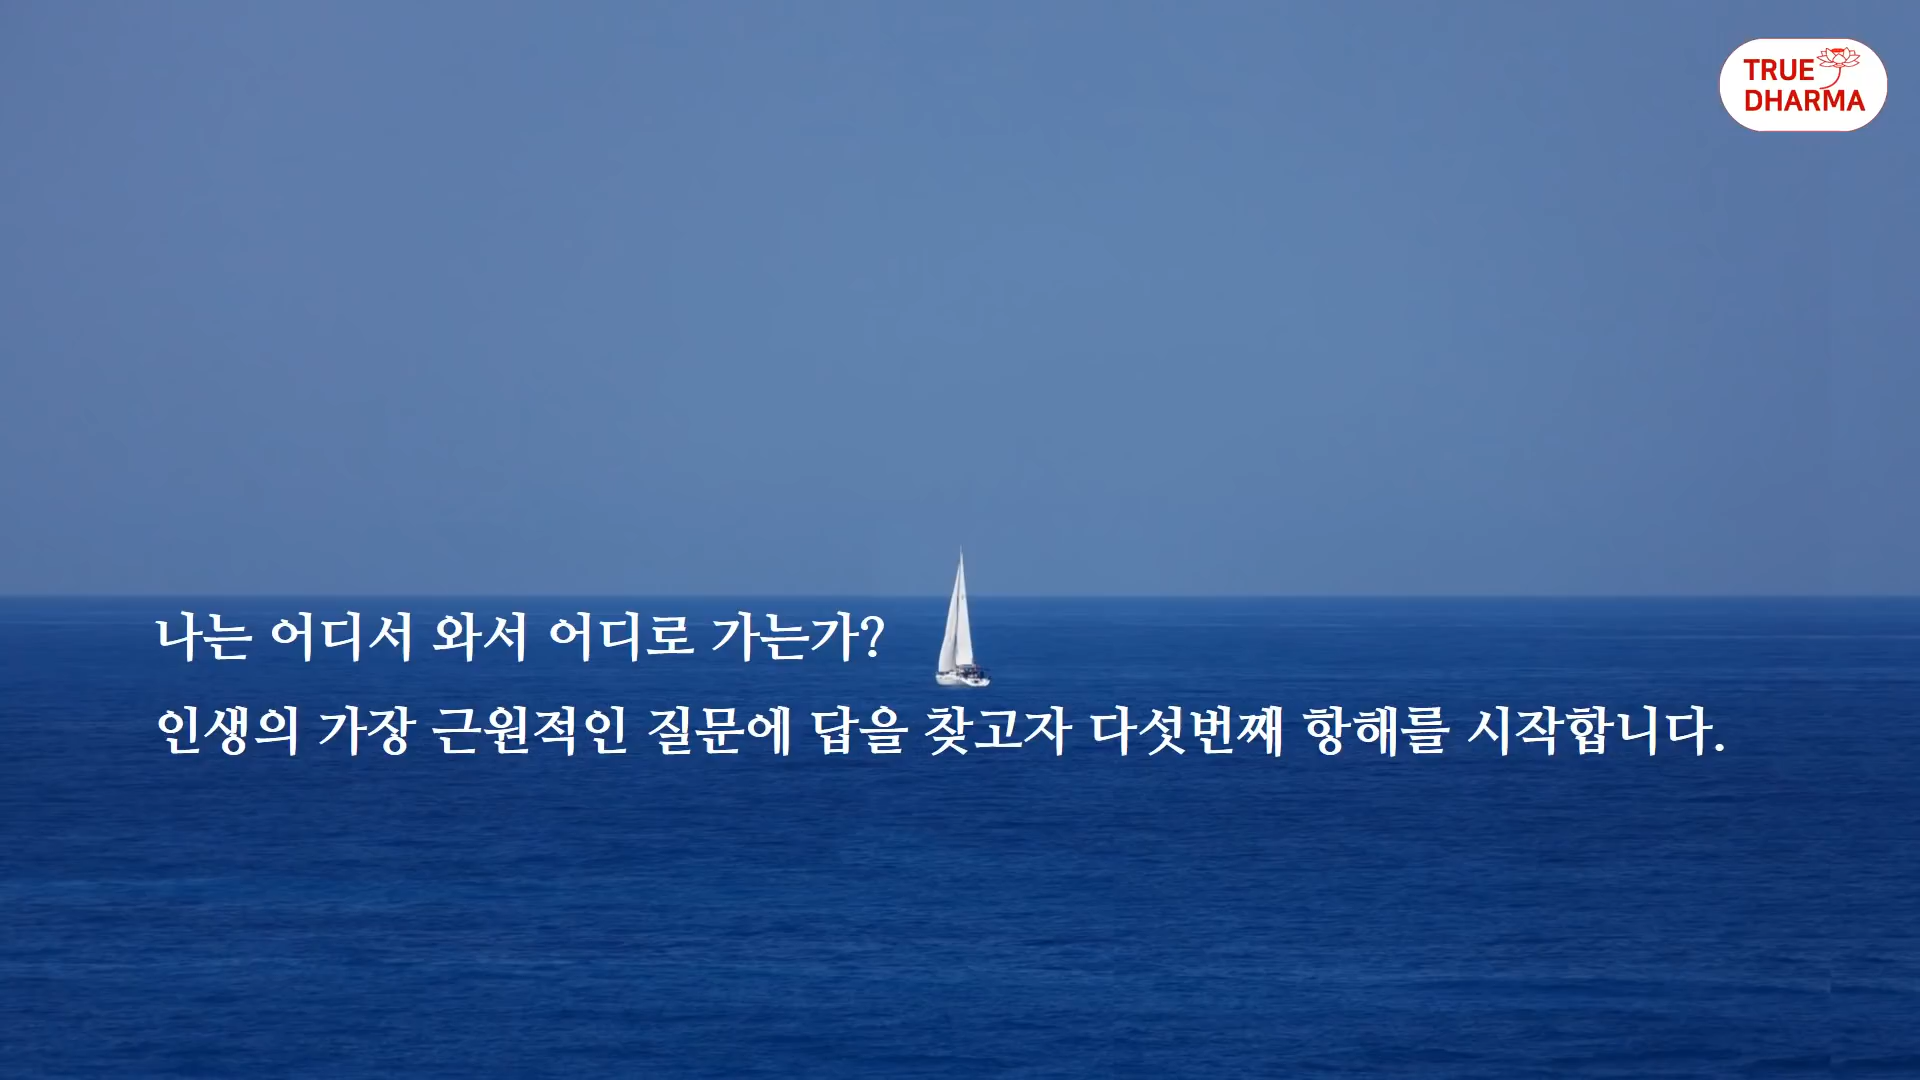 TRUE
DHARMA
나는 어디서 와서 어디로 가는가?
인생의 가장 근원적인 질문에 답을 찾고자 다섯번째 항해를 시작합니다.